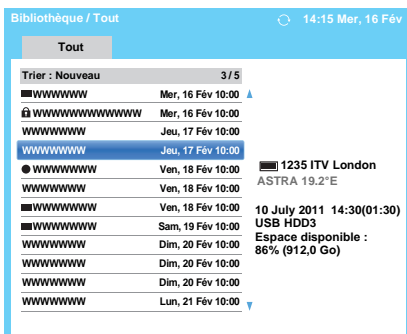 Bibliothèque / Tout 14:15 Mer, 16 Fév
Tout
Trier : Nouveau 3 / 5
WWWWWW Mer, 16 Fév 10:00
WWWWWWWWWWWW Mer, 16 Fév 10:00
WWWWWWW Jeu, 17 Fév 10:00
WWWWWWW Jeu, 17 Fév 10:00
WWWWWWW Ven, 18 Fév 10:00
WWWWWWW Ven, 18 Fév 10:00
WWWWWWW Ven, 18 Fév 10:00
WWWWWWW Sam, 19 Fév 10:00
WWWWWWW Dim, 20 Fév 10:00
WWWWWWW Dim, 20 Fév 10:00
WWWWWWW Dim, 20 Fév 10:00
WWWWWWW Lun, 21 Fév 10:00
1235 ITV London
ASTRA 19.2°E
10 July 2011 14:30(01:30)
USB HDD3
Espace disponible :
86% (912,0 Go)